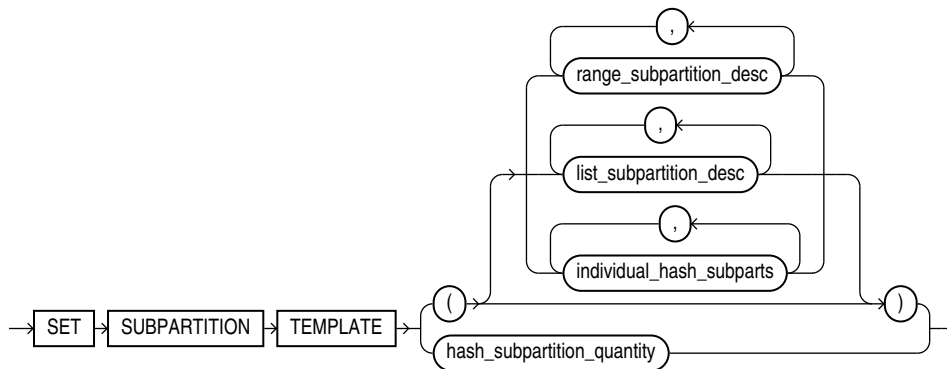 ,
range_subpartition_desc
,
list_subpartition_desc
,
individual_hash_subparts
( )
SET SUBPARTITION TEMPLATE
hash_subpartition_quantity